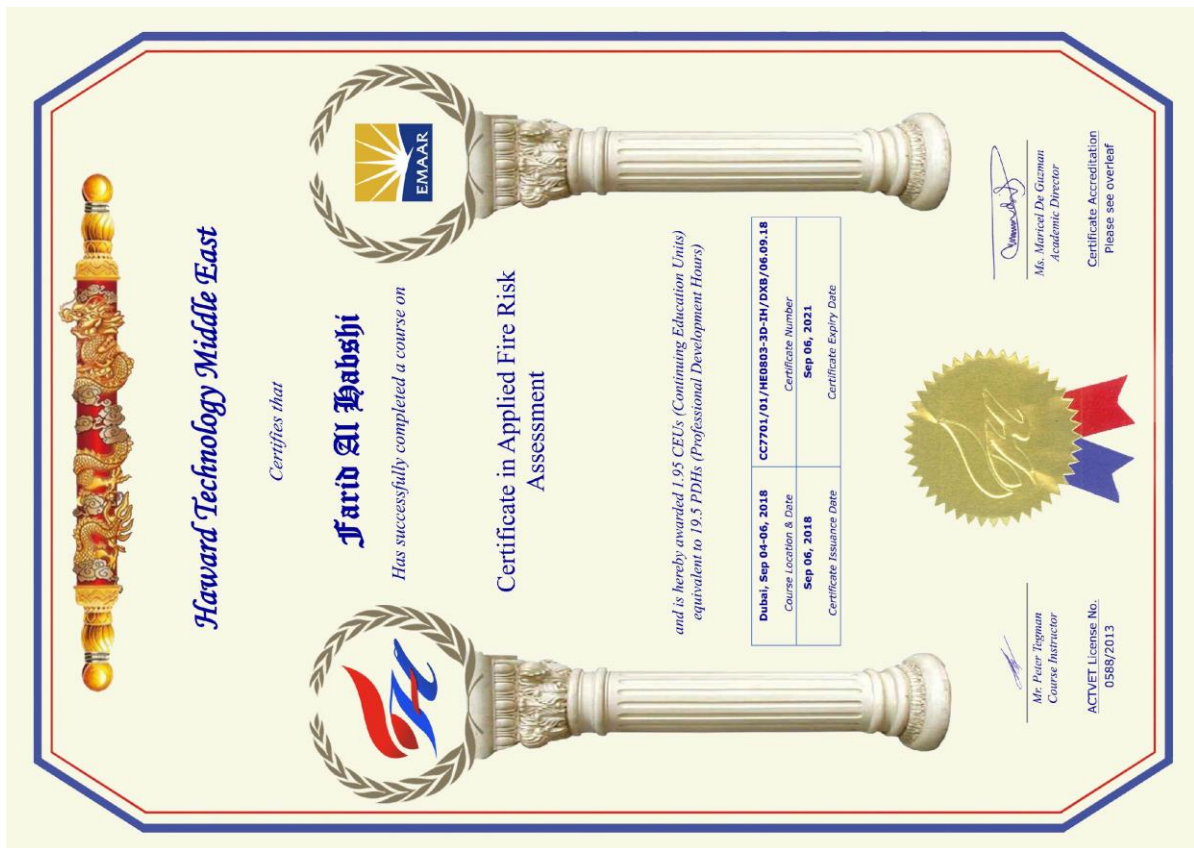 Haward Technology Middle East
Certifies that
EMAAR
Farid Al Habshi
Has successfully completed a course on
Certificate in Applied Fire Risk
Assessment
and is hereby awarded 1.95 CEUs (Continuing Education Units)
equivalent to 19.5 PDHs (Professional Development Hours)
Dubai, Sep 04-06, 2018 CC7701/01/HE0803-3D-IH/DXB/06.09.18
Course Location & Date Certificate Number
Sep 06, 2018 Sep 06, 2021
Certificate Issuance Date Certificate Expiry Date
Mr. Peter Tegman
Course Instructor
ACTVET License No.
0588/2013
Ms. Maricel De Guzman
Academic Director
Certificate Accreditation
Please see overleaf